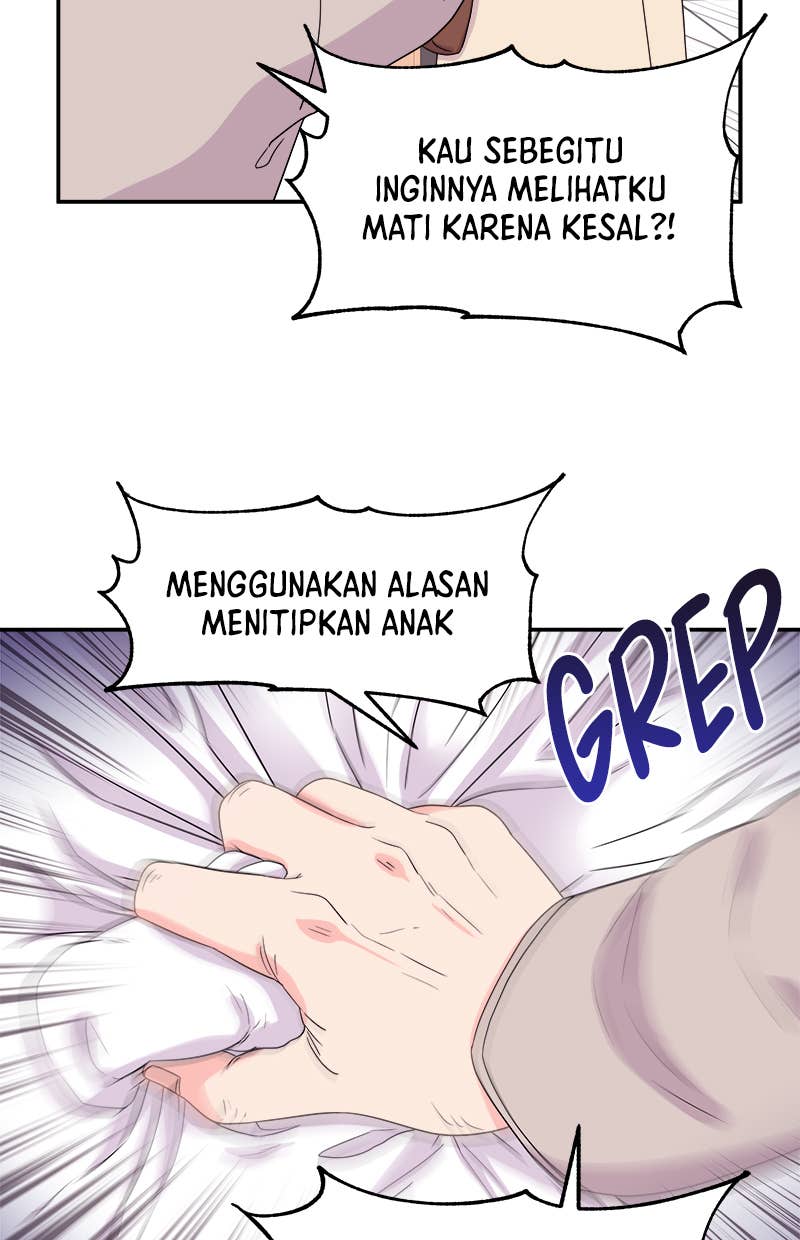 KAU SEBEGITU
INGINNYA MELIHATKU
MATI KARENA KESAL?!
MENGGUNAKAN ALASAN
MENITIPKAN ANAK
GREP